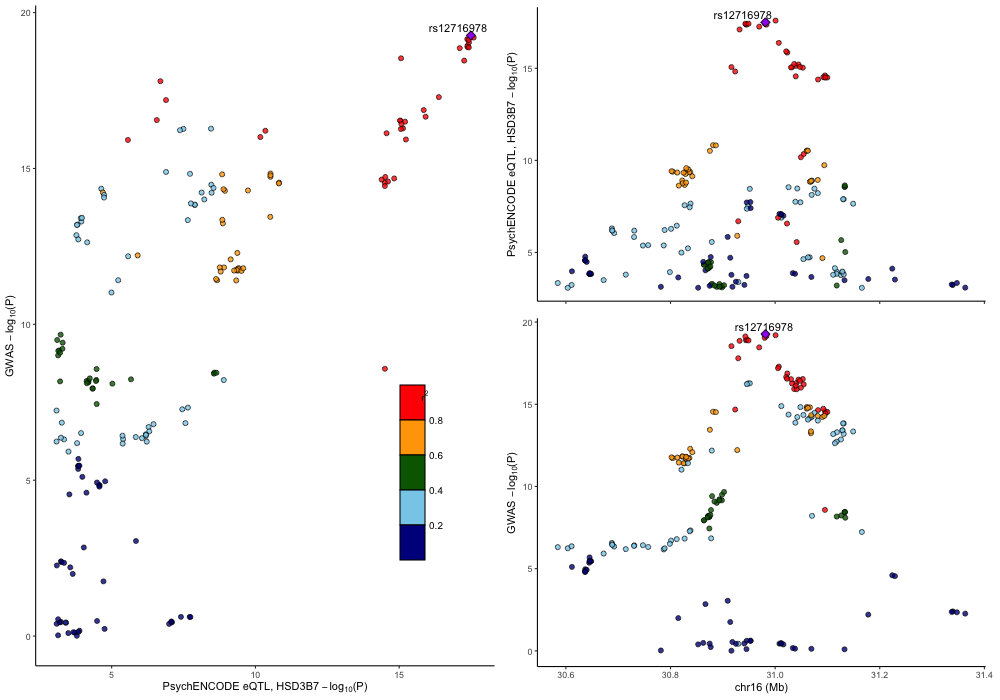 20
15
10
5
0
GWAS − log10(P)
rs12716978
r2
0.8
0.6
0.4
0.2
5
10
15
PsychENCODE eQTL, HSD3B7 − log10(P)
rs12716978
15
10
5
PsychENCODE eQTL, HSD3B7 − log10(P)
rs12716978
20
15
10
5
0
GWAS − log10(P)
30.6
30.8
31.0
31.2
31.4
chr16 (Mb)